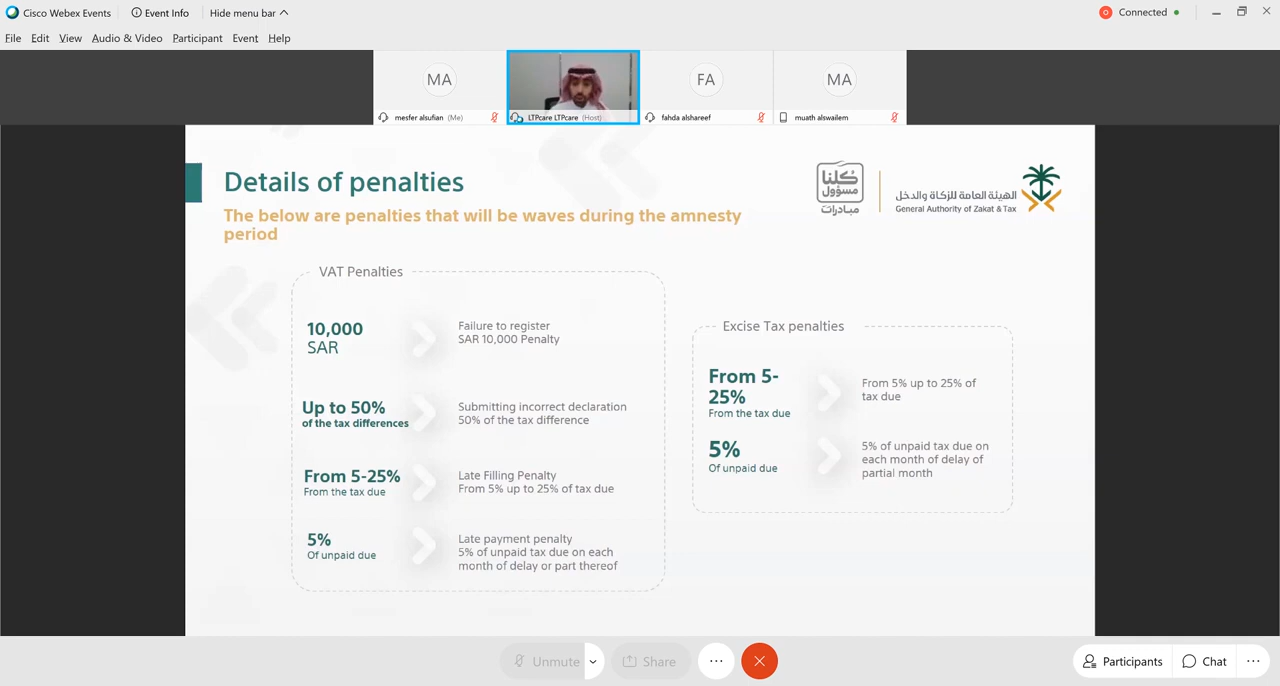 Cisco Webex Events
Event Info
Hide menu bar
Connected
File Edit View Audio & Video Participant Event Help
MA
FA
MA
mesfer alsufian (Me)
LTPcare LTPcare (Host)
fahda alshareef
muath alswailem
Details of penalties
The below are penalties that will be waves during the amnesty
period
كلنا
مسؤول
مبادرات
الهيئة العامة للزكاة والدخل
General Authority of Zakat & Tax
VAT Penalties
10,000
SAR
Failure to register
SAR 10,000 Penalty
Up to 50%
of the tax differences
Submitting incorrect declaration
50% of the tax difference
From 5-25%
From the tax due
Late Filling Penalty
From 5% up to 25% of tax due
5%
Of unpaid due
Late payment penalty
5% of unpaid tax due on each
month of delay or part thereof
Excise Tax penalties
From 5-
25%
From the tax due
From 5% up to 25% of
tax due
5%
Of unpaid due
5% of unpaid tax due on
each month of delay of
partial month
Unmute
Share
Participants
Chat